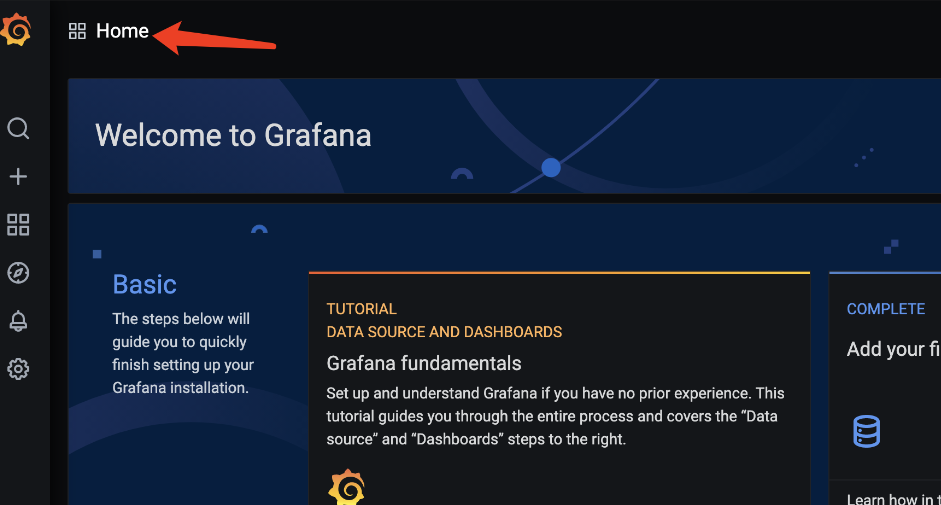 Home
Welcome to Grafana
Basic
The steps below will
guide you to quickly
finish setting up your
Grafana installation.
TUTORIAL
DATA SOURCE AND DASHBOARDS
Grafana fundamentals
Set up and understand Grafana if you have no prior experience. This
tutorial guides you through the entire process and covers the “Data
source” and “Dashboards” steps to the right.
COMPLETE
Add your fi
Learn how in t